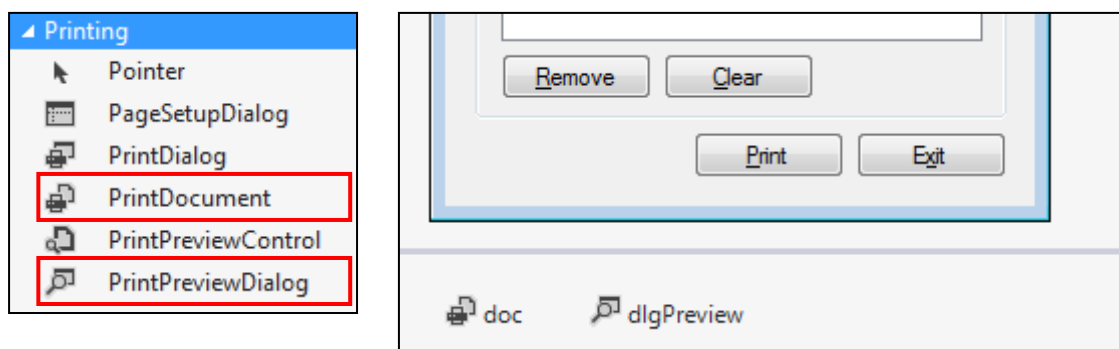 Printing
Pointer
PageSetupDialog
PrintDialog
PrintDocument
PrintPreviewControl
PrintPreviewDialog
Remove Clear
Print Exit
doc dlgPreview